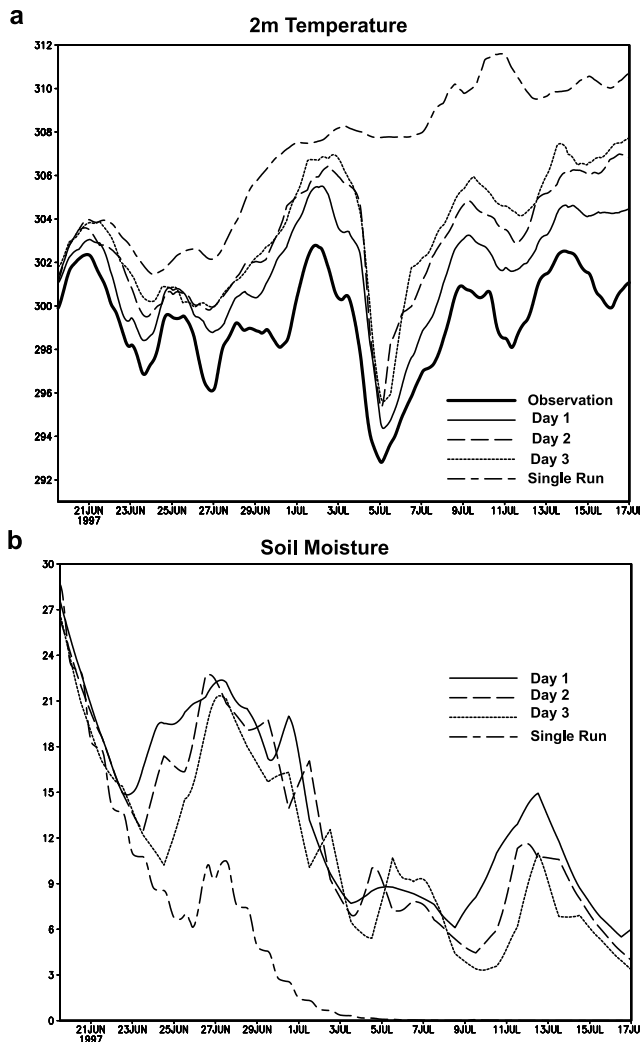 a
2m Temperature
312
310
308
306
304
302
300
298
296
294
292
Observation
Day 1
Day 2
Day 3
Single Run
21JUN 23JUN 25JUN 27JUN 29JUN 1JUL 3JUL 5JUL 7JUL 9JUL 11JUL 13JUL 15JUL 17JUL
1997
b
Soil Moisture
30
27
24
21
18
15
12
9
6
3
0
Day 1
Day 2
Day 3
Single Run
21JUN 23JUN 25JUN 27JUN 29JUN 1JUL 3JUL 5JUL 7JUL 9JUL 11JUL 13JUL 15JUL 17JUL
1997